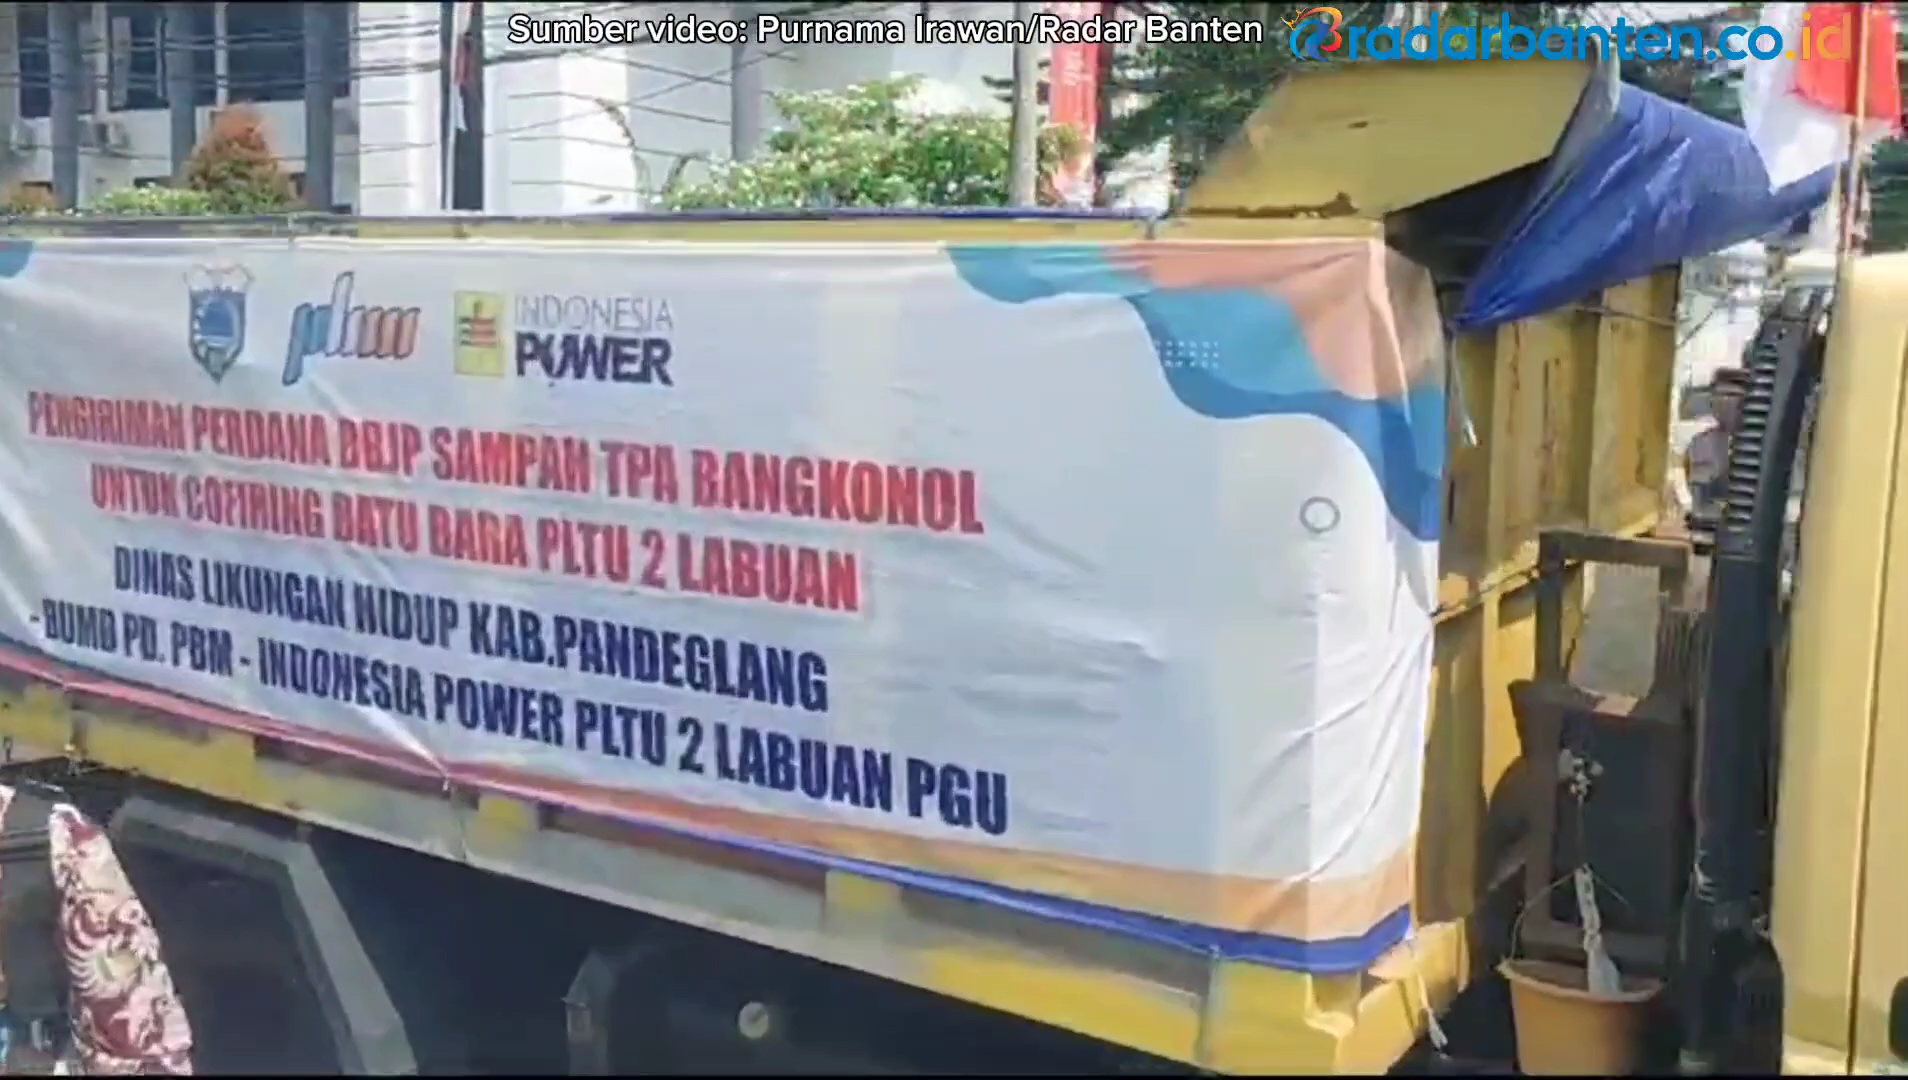 Sumber video: Purnama Irawan/Radar Banten
radarbanten.co.id
pbm
INDONESIA
POWER
PENGIRIMAN PERDANA BBJP SAMPAH TPA BANGKONOL
UNTUK COFIRING BATU BARA PLTU 2 LABUAN
DINAS LIKUNGAN HIDUP KAB.PANDEGLANG
- BUMD PD. PBM - INDONESIA POWER PLTU 2 LABUAN PGU